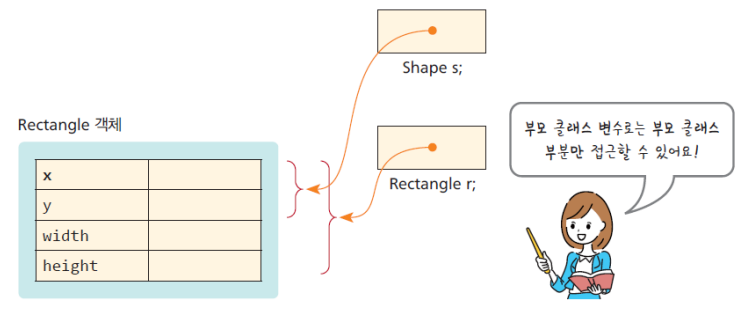 Shape s;
Rectangle 객체
부모 클래스 변수로는 부모 클래스
부분만 접근할 수 있어요!
Rectangle r;
x
y
width
height